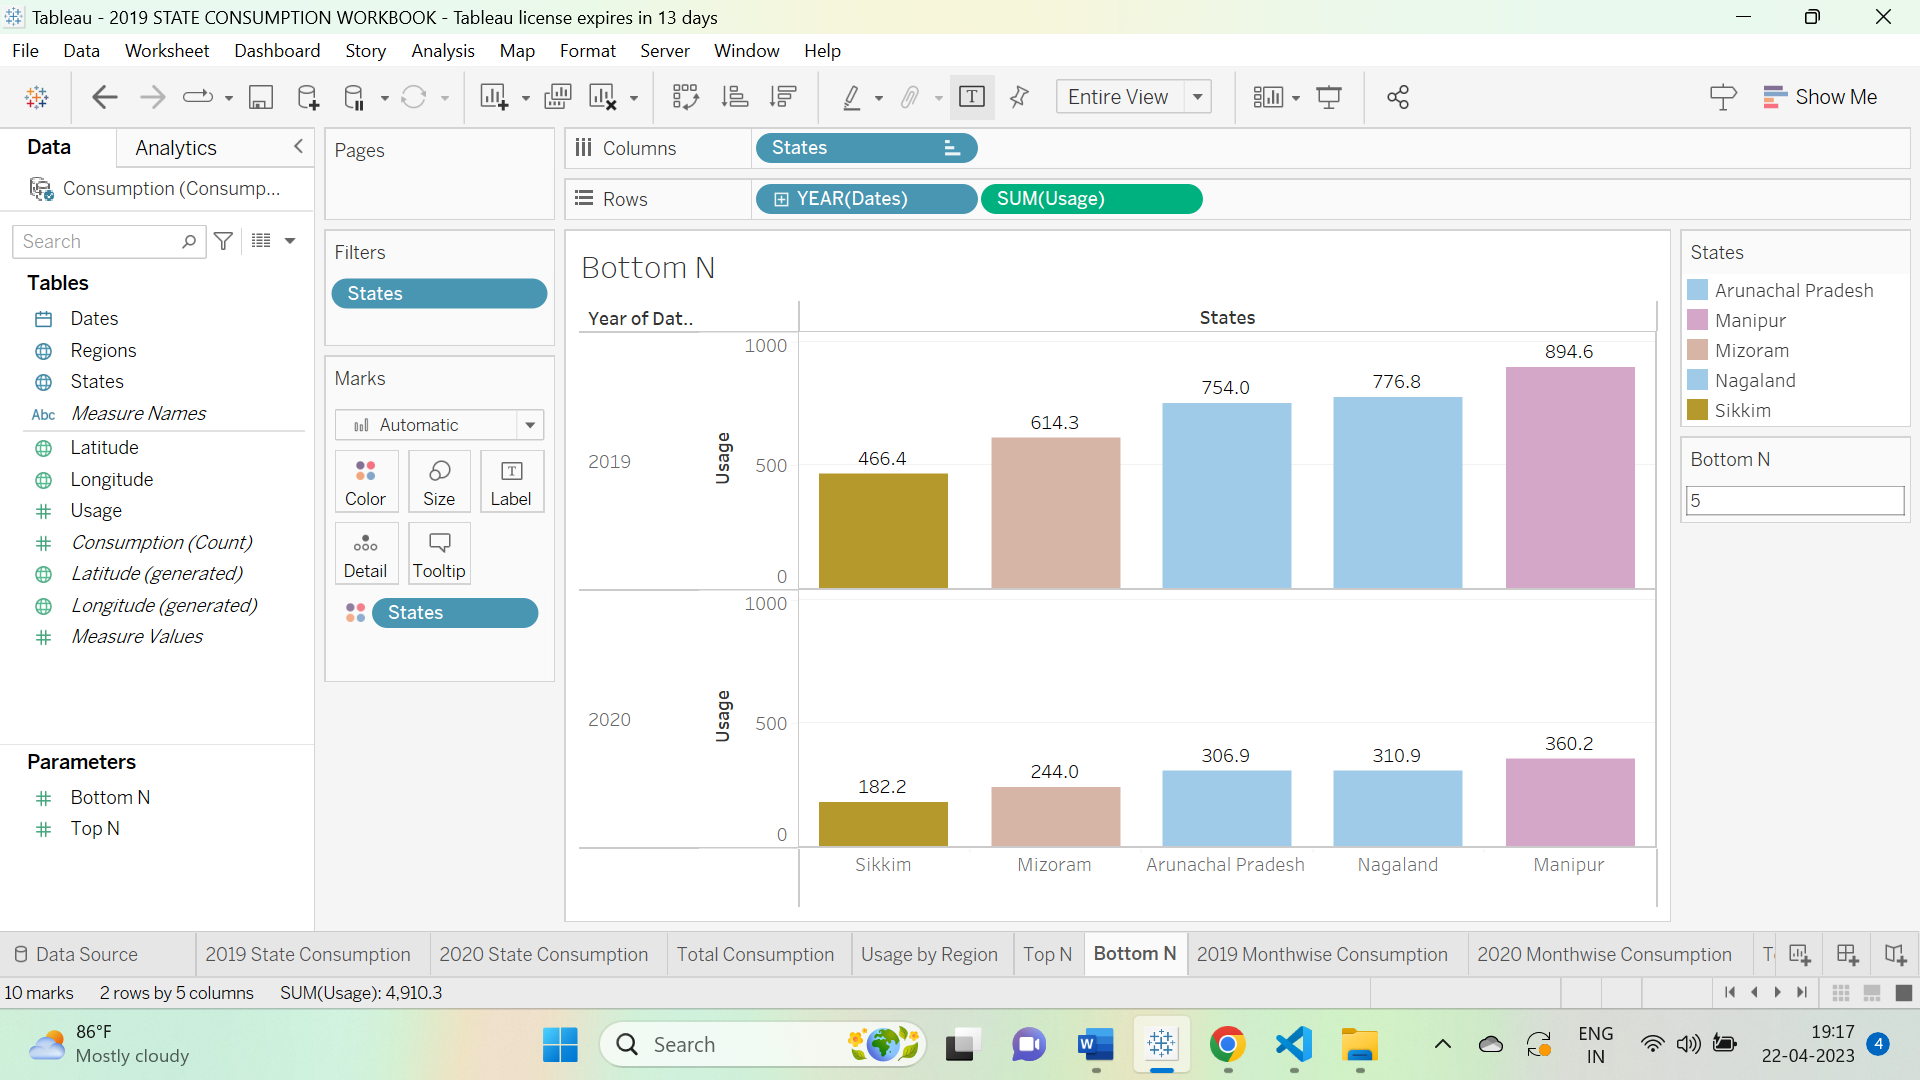 Tableau - 2019 STATE CONSUMPTION WORKBOOK - Tableau license expires in 13 days
File Data Worksheet Dashboard Story Analysis Map Format Server Window Help
Entire View
Show Me
Data Analytics
Consumption (Consump...
Search
Tables
Dates
Regions
States
Abc Measure Names
Latitude
Longitude
Usage
Consumption (Count)
Latitude (generated)
Longitude (generated)
Measure Values
Parameters
Bottom N
Top N
Pages
Filters
States
Marks
Automatic
Color Size Label
Detail Tooltip
States
Columns States
Rows YEAR(Dates) SUM(Usage)
Bottom N
Year of Dat.. States
2019 Usage
1000
500
0
466.4 614.3 754.0 776.8 894.6
2020 Usage
1000
500
0
182.2 244.0 306.9 310.9 360.2
Sikkim Mizoram Arunachal Pradesh Nagaland Manipur
States
Arunachal Pradesh
Manipur
Mizoram
Nagaland
Sikkim
Bottom N
5
Data Source 2019 State Consumption 2020 State Consumption Total Consumption Usage by Region Top N Bottom N 2019 Monthwise Consumption 2020 Monthwise Consumption
10 marks 2 rows by 5 columns SUM(Usage): 4,910.3
86°F
Mostly cloudy
Search
ENG
IN
19:17
22-04-2023
4